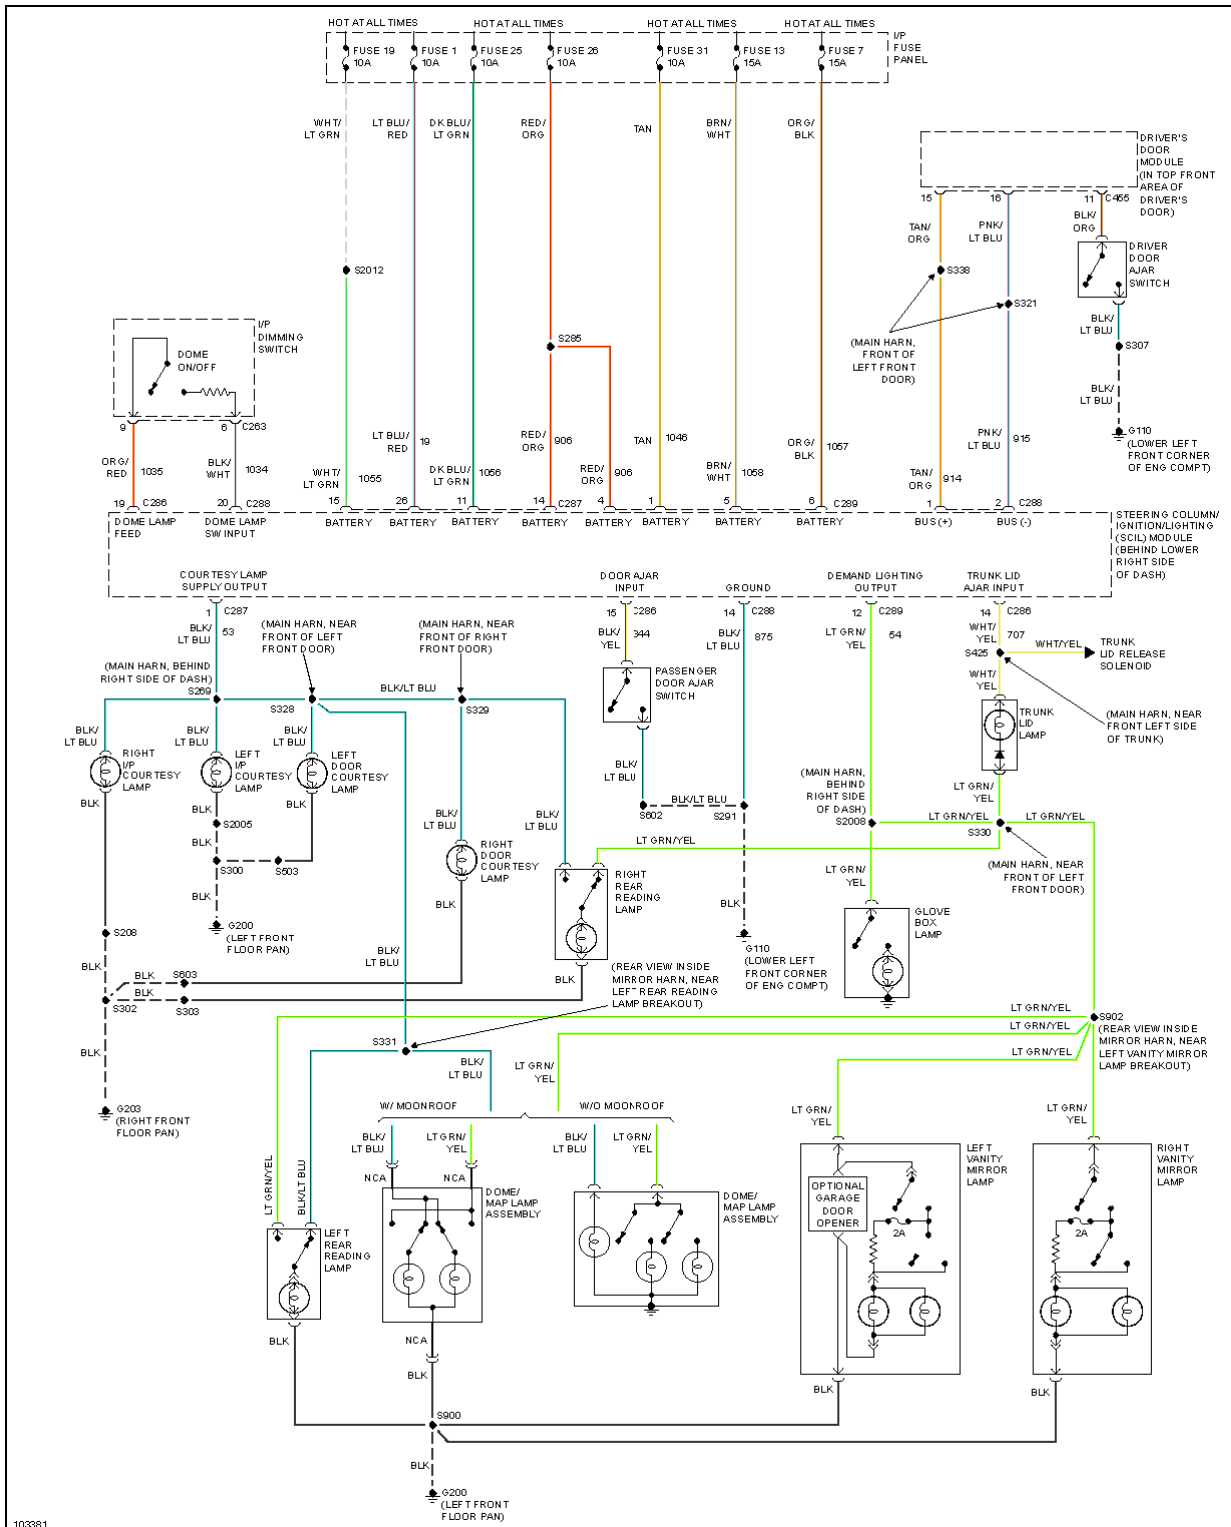 HOT AT ALL TIMES
HOT AT ALL TIMES
HOT AT ALL TIMES
HOT AT ALL TIMES
I/P
FUSE
PANEL
FUSE 19
10A
FUSE 1
10A
FUSE 25
10A
FUSE 26
10A
FUSE 31
10A
FUSE 13
15A
FUSE 7
15A
WHT/
LT GRN
LT BLU/
RED
DK BLU/
LT GRN
RED/
ORG
TAN
BRN/
WHT
ORG/
BLK
DRIVER'S
DOOR
MODULE
(IN TOP FRONT
AREA OF
DRIVER'S
DOOR)
15
16
11
C455
TAN/
ORG
PNK/
LT BLU
BLK/
ORG
DRIVER
DOOR
AJAR
SWITCH
S2012
S338
S321
BLK/
LT BLU
S307
(MAIN HARN,
FRONT OF
LEFT FRONT
DOOR)
BLK/
LT BLU
G110
(LOWER LEFT
FRONT CORNER
OF ENG COMPT)
I/P
DIMMING
SWITCH
DOME
ON/OFF
9
6
C263
S285
ORG/
RED
1035
BLK/
WHT
1034
WHT/
LT GRN
1055
LT BLU/
RED
19
DK BLU/
LT GRN
1056
RED/
ORG
906
RED/
ORG
906
TAN
1046
BRN/
WHT
1058
ORG/
BLK
1057
TAN/
ORG
914
PNK/
LT BLU
915
19
C286
20
C288
15
26
11
14
C287
4
1
5
6
C289
1
2
C288
DOME LAMP
FEED
DOME LAMP
SW INPUT
BATTERY
BATTERY
BATTERY
BATTERY
BATTERY
BATTERY
BATTERY
BATTERY
BUS (+)
BUS (-)
STEERING COLUMN/
IGNITION/LIGHTING
(SCIL) MODULE
(BEHIND LOWER
RIGHT SIDE
OF DASH)
COURTESY LAMP
SUPPLY OUTPUT
DOOR AJAR
INPUT
GROUND
DEMAND LIGHTING
OUTPUT
TRUNK LID
AJAR INPUT
1
C287
15
C286
14
C288
12
C289
14
C286
BLK/
LT BLU
53
BLK/
YEL
344
BLK/
LT BLU
875
LT GRN/
YEL
54
WHT/
YEL
707
(MAIN HARN, NEAR
FRONT OF LEFT
FRONT DOOR)
(MAIN HARN, NEAR
FRONT OF RIGHT
FRONT DOOR)
(MAIN HARN, BEHIND
RIGHT SIDE OF DASH)
S269
S328
BLK/LT BLU
S329
PASSENGER
DOOR AJAR
SWITCH
S425
WHT/YEL
TRUNK
LID RELEASE
SOLENOID
WHT/
YEL
(MAIN HARN, NEAR
FRONT LEFT SIDE
OF TRUNK)
TRUNK
LID
LAMP
BLK/
LT BLU
BLK/
LT BLU
BLK/
LT BLU
RIGHT
I/P
COURTESY
LAMP
LEFT
I/P
COURTESY
LAMP
LEFT
DOOR
COURTESY
LAMP
BLK
BLK
BLK
BLK/
LT BLU
BLK/LT BLU
S602
S291
(MAIN HARN,
BEHIND
RIGHT SIDE
OF DASH)
S2008
LT GRN/
YEL
LT GRN/YEL
S330
LT GRN/YEL
BLK/
LT BLU
BLK/
LT BLU
LT GRN/YEL
S2005
BLK
S300
S503
BLK
G200
(LEFT FRONT
FLOOR PAN)
RIGHT
DOOR
COURTESY
LAMP
BLK
RIGHT
REAR
READING
LAMP
BLK
G110
(LOWER LEFT
FRONT CORNER
OF ENG COMPT)
LT GRN/
YEL
GLOVE
BOX
LAMP
(MAIN HARN, NEAR
FRONT OF LEFT
FRONT DOOR)
S208
BLK
BLK
S603
BLK
S302
S303
BLK/
LT BLU
BLK
(REAR VIEW INSIDE
MIRROR HARN, NEAR
LEFT REAR READING
LAMP BREAKOUT)
BLK
G203
(RIGHT FRONT
FLOOR PAN)
S331
BLK/
LT BLU
LT GRN/
YEL
LT GRN/YEL
LT GRN/YEL
LT GRN/YEL
S902
(REAR VIEW INSIDE
MIRROR HARN, NEAR
LEFT VANITY MIRROR
LAMP BREAKOUT)
W/ MOONROOF
W/O MOONROOF
BLK/
LT BLU
LT GRN/
YEL
BLK/
LT BLU
LT GRN/
YEL
LT GRN/
YEL
LT GRN/
YEL
LT GRN/YEL
BLK/LT BLU
NCA
NCA
DOME/
MAP LAMP
ASSEMBLY
DOME/
MAP LAMP
ASSEMBLY
LEFT
REAR
READING
LAMP
OPTIONAL
GARAGE
DOOR
OPENER
2A
LEFT
VANITY
MIRROR
LAMP
2A
RIGHT
VANITY
MIRROR
LAMP
BLK
NCA
BLK
BLK
BLK
S900
BLK
G200
(LEFT FRONT
FLOOR PAN)
103381